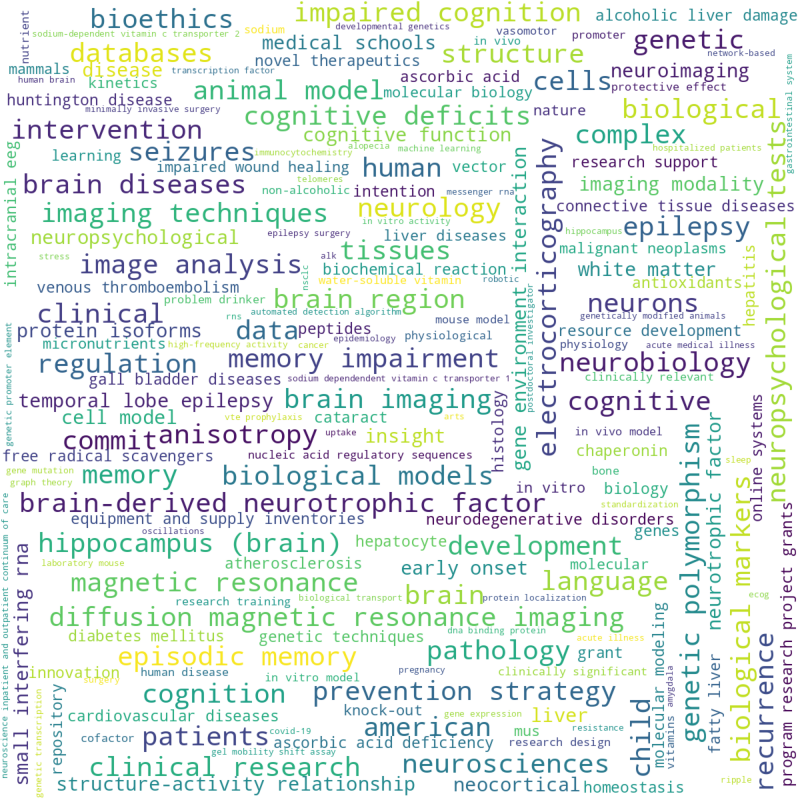 bioethics
impaired cognition
alcoholic liver damage
nutrient
sodium-dependent vitamin c transporter 2
sodium
developmental genetics
vasomotor
promoter
genetic
databases
medical schools
in vivo
structure
network-based
mammals
disease
transcription factor
novel therapeutics
neuroimaging
human brain
kinetics
ascorbic acid
cells
protective effect
gastrointestinal system
huntington disease
animal model
molecular biology
minimally invasive surgery
nature
biological
intervention
cognitive deficits
complex
hospitalized patients
cognitive function
alopecia
machine learning
learning
seizures
immunocytochemistry
research support
impaired wound healing
human
vector
telomeres
brain diseases
non-alcoholic
intention
messenger rna
imaging modality
intracranial eeg
imaging techniques
neurology
connective tissue diseases
in vitro activity
neuropsychological
epilepsy surgery
liver diseases
hippocampus
epilepsy
stress
tissues
malignant neoplasms
image analysis
alk
nsclc
biochemical reaction
robotic
white matter
venous thromboembolism
problem drinker
brain region
water-soluble vitamin
antioxidants
hepatitis
neuropsychological tests
gene environment interaction
electrocorticography
postdoctoral investigator
clinical
rns
automated detection algorithm
mouse model
neurons
genetically modified animals
protein isoforms
data
peptides
epidemiology
physiological
resource development
genetic promoter element
micronutrients
high-frequency activity
cancer
physiology
acute medical illness
regulation
memory impairment
neurobiology
gall bladder diseases
sodium dependendent vitamin c transporter 1
clinically relevant
temporal lobe epilepsy
brain imaging
cognitive
cell model
vte prophylaxis
cataract
arts
histology
in vivo model
commit
anisotropy
uptake
insight
chaperonin
free radical scavengers
nucleic acid regulatory sequences
sleep
gene mutation
memory
biological models
bone
graph theory
in vitro
biology
online systems
brain-derived neurotrophic factor
standardization
equipment and supply inventories
neurodegenerative disorders
genes
neurotrophic factor
genetic polymorphism
biological markers
oscillations
hippocampus (brain)
hepatocyte
development
neuroscience inpatient and outpatient continuum of care
small interfering rna
laboratory mouse
atherosclerosis
early onset
molecular
magnetic resonance
language
ecog
research training
biological transport
brain
protein localization
program research project grants
diffusion magnetic resonance imaging
diabetes mellitus
genetic techniques
dna binding protein
acute illness
episodic memory
pathology
grant
molecular modeling
recurrence
innovation
human disease
in vitro model
pregnancy
clinically significant
surgery
fatty liver
vitamins
amygdala
cognition
prevention strategy
child
genetic transcription
repository
cardiovascular diseases
knock-out
gene expression
liver
cofactor
patients
covid-19
american
mus
resistance
gel mobility shift assay
ascorbic acid deficiency
research design
clinical research
neurosciences
ripple
structure-activity relationship
neocortical
homeostasis